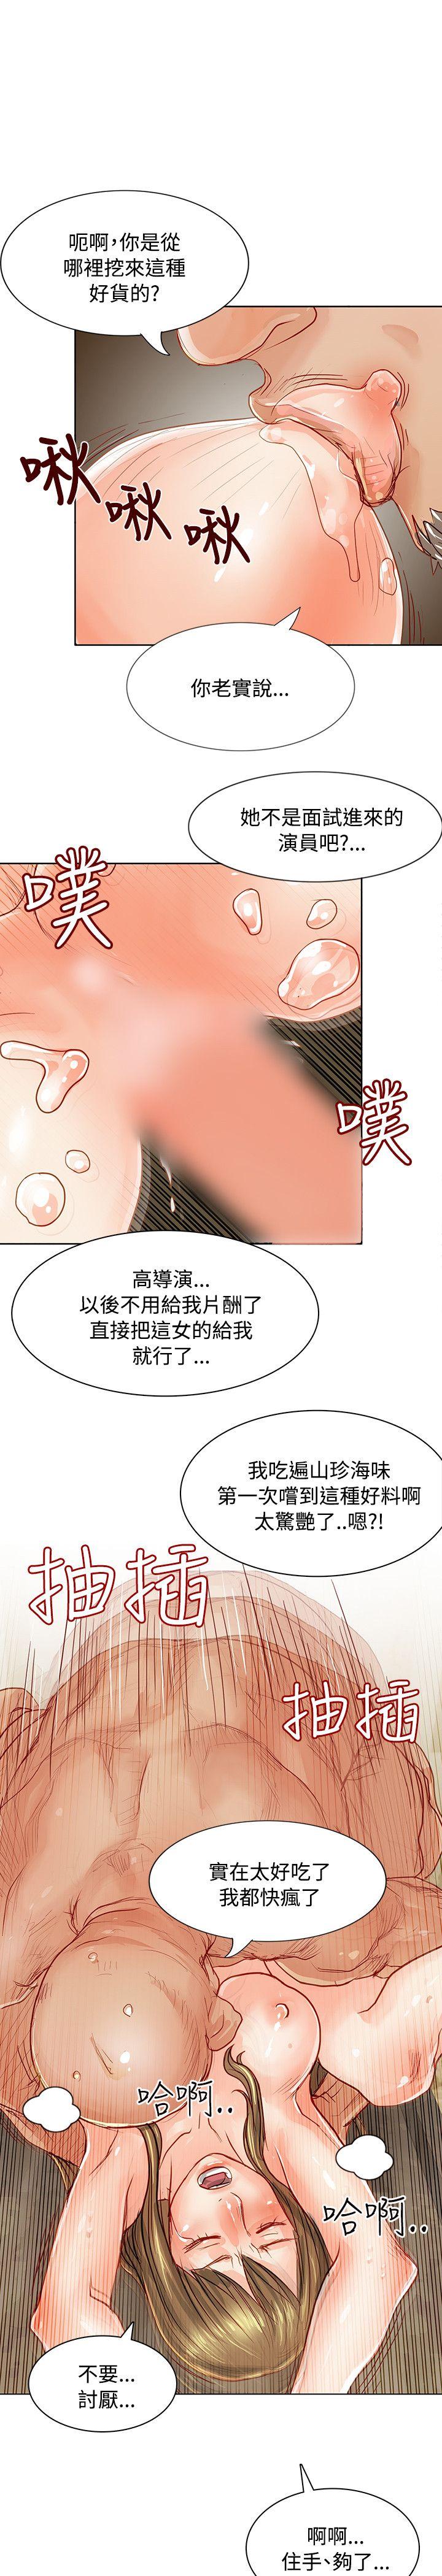 呃啊，你是從
哪裡挖來這種
好貨的?
啾
啾
啾
你老實說...
她不是面試進來的
演員吧?...
噗
噗
高導演...
以後不用給我片酬了
直接把這女的給我
就行了...
我吃遍山珍海味
第一次嚐到這種好料啊
太驚艷了..嗯?!
抽插
抽插
實在太好吃了
我都快瘋了
哈啊..
哈啊..
不要...
討厭...
啊啊...
住手、夠了...